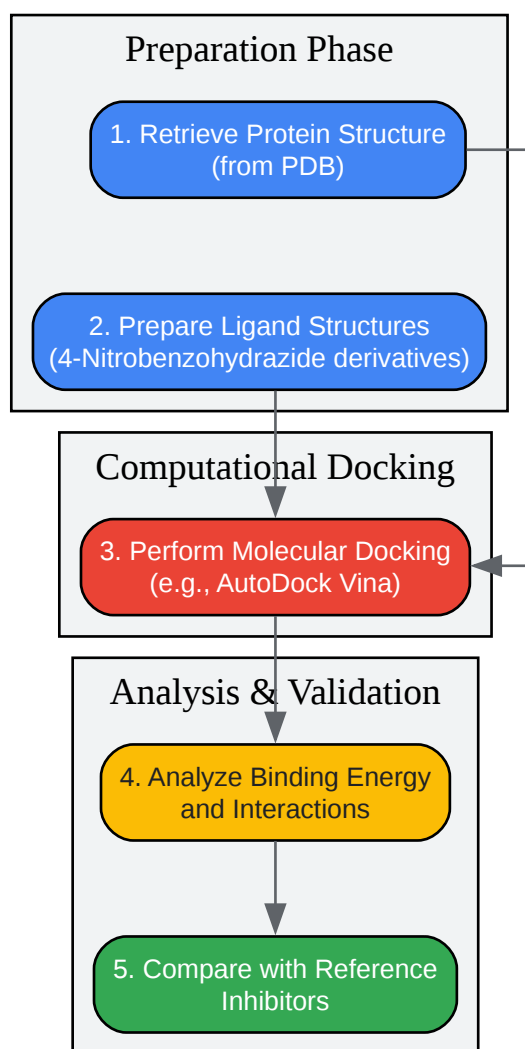 Preparation Phase
1. Retrieve Protein Structure
(from PDB)
2. Prepare Ligand Structures
(4-Nitrobenzohydrazide derivatives)
Computational Docking
3. Perform Molecular Docking
(e.g., AutoDock Vina)
Analysis & Validation
4. Analyze Binding Energy
and Interactions
5. Compare with Reference
Inhibitors